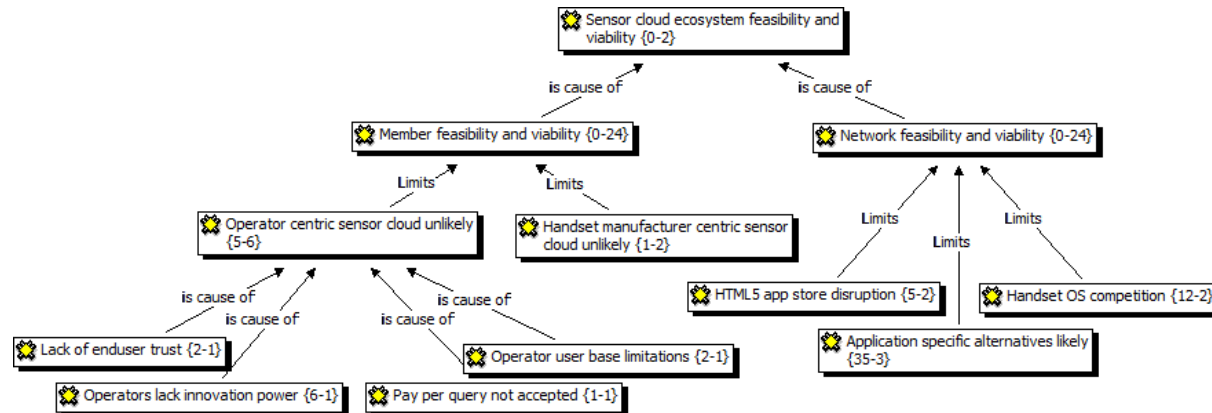 Sensor cloud ecosystem feasibility and
viability {0-2}
is cause of
is cause of
Member feasibility and viability {0-24}
Network feasibility and viability {0-24}
Limits
Limits
Operator centric sensor cloud unlikely
{5-6}
Handset manufacturer centric sensor
cloud unlikely {1-2}
Limits
Limits
Limits
is cause of
is cause of
is cause of
is cause of
HTML5 app store disruption {5-2}
Handset OS competition {12-2}
Lack of enduser trust {2-1}
Operator user base limitations {2-1}
Application specific alternatives likely
{35-3}
Operators lack innovation power {6-1}
Pay per query not accepted {1-1}